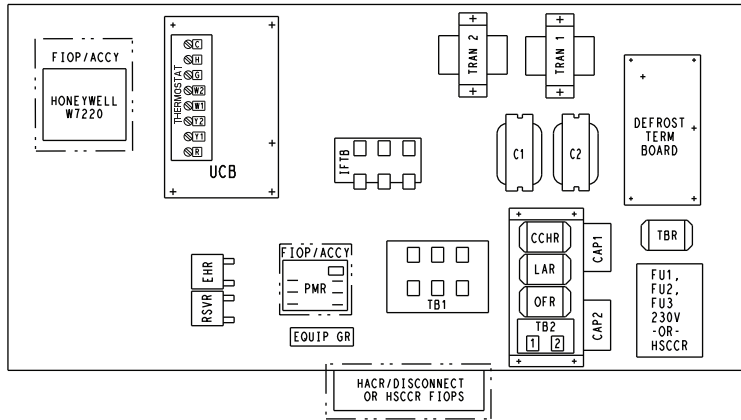 FIOP/ACCY
HONEYWELL
W7220
THERMOSTAT
C
H
G
W2
W1
Y2
Y1
R
UCB
TRAN 2
TRAN 1
IFTB
C1
C2
DEFROST
TERM
BOARD
EHR
RSVR
FIOP/ACCY
PMR
EQUIP GR
TB1
CCHR
LAR
OFR
TB2
1 2
CAP1
CAP2
TBR
FU1,
FU2,
FU3
230V
-OR-
HSCCR
HACR/DISCONNECT
OR HSCCR FIOPS